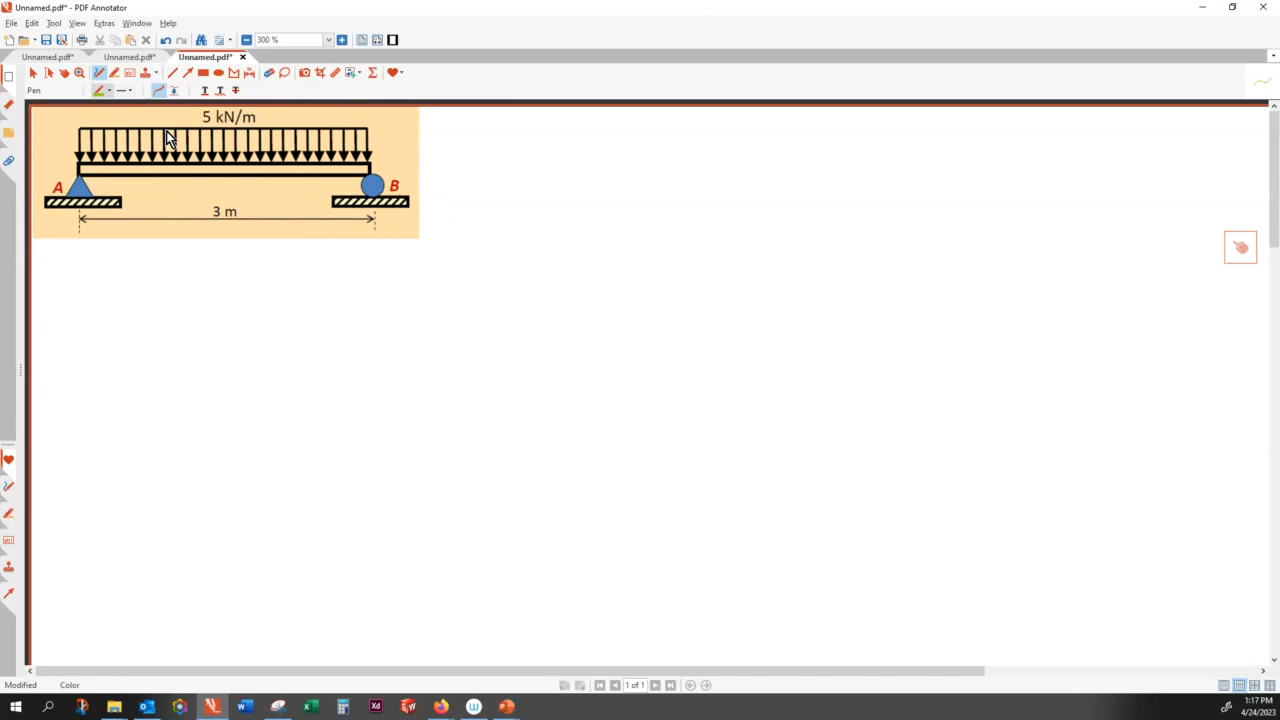 Unnamed.pdf* - PDF Annotator
File Edit Tool View Extras Window Help
300 %
Unnamed.pdf* Unnamed.pdf* Unnamed.pdf*
Pen
5 kN/m
A
B
3 m
1 of 1
Modified Color
1:17 PM
4/24/2023